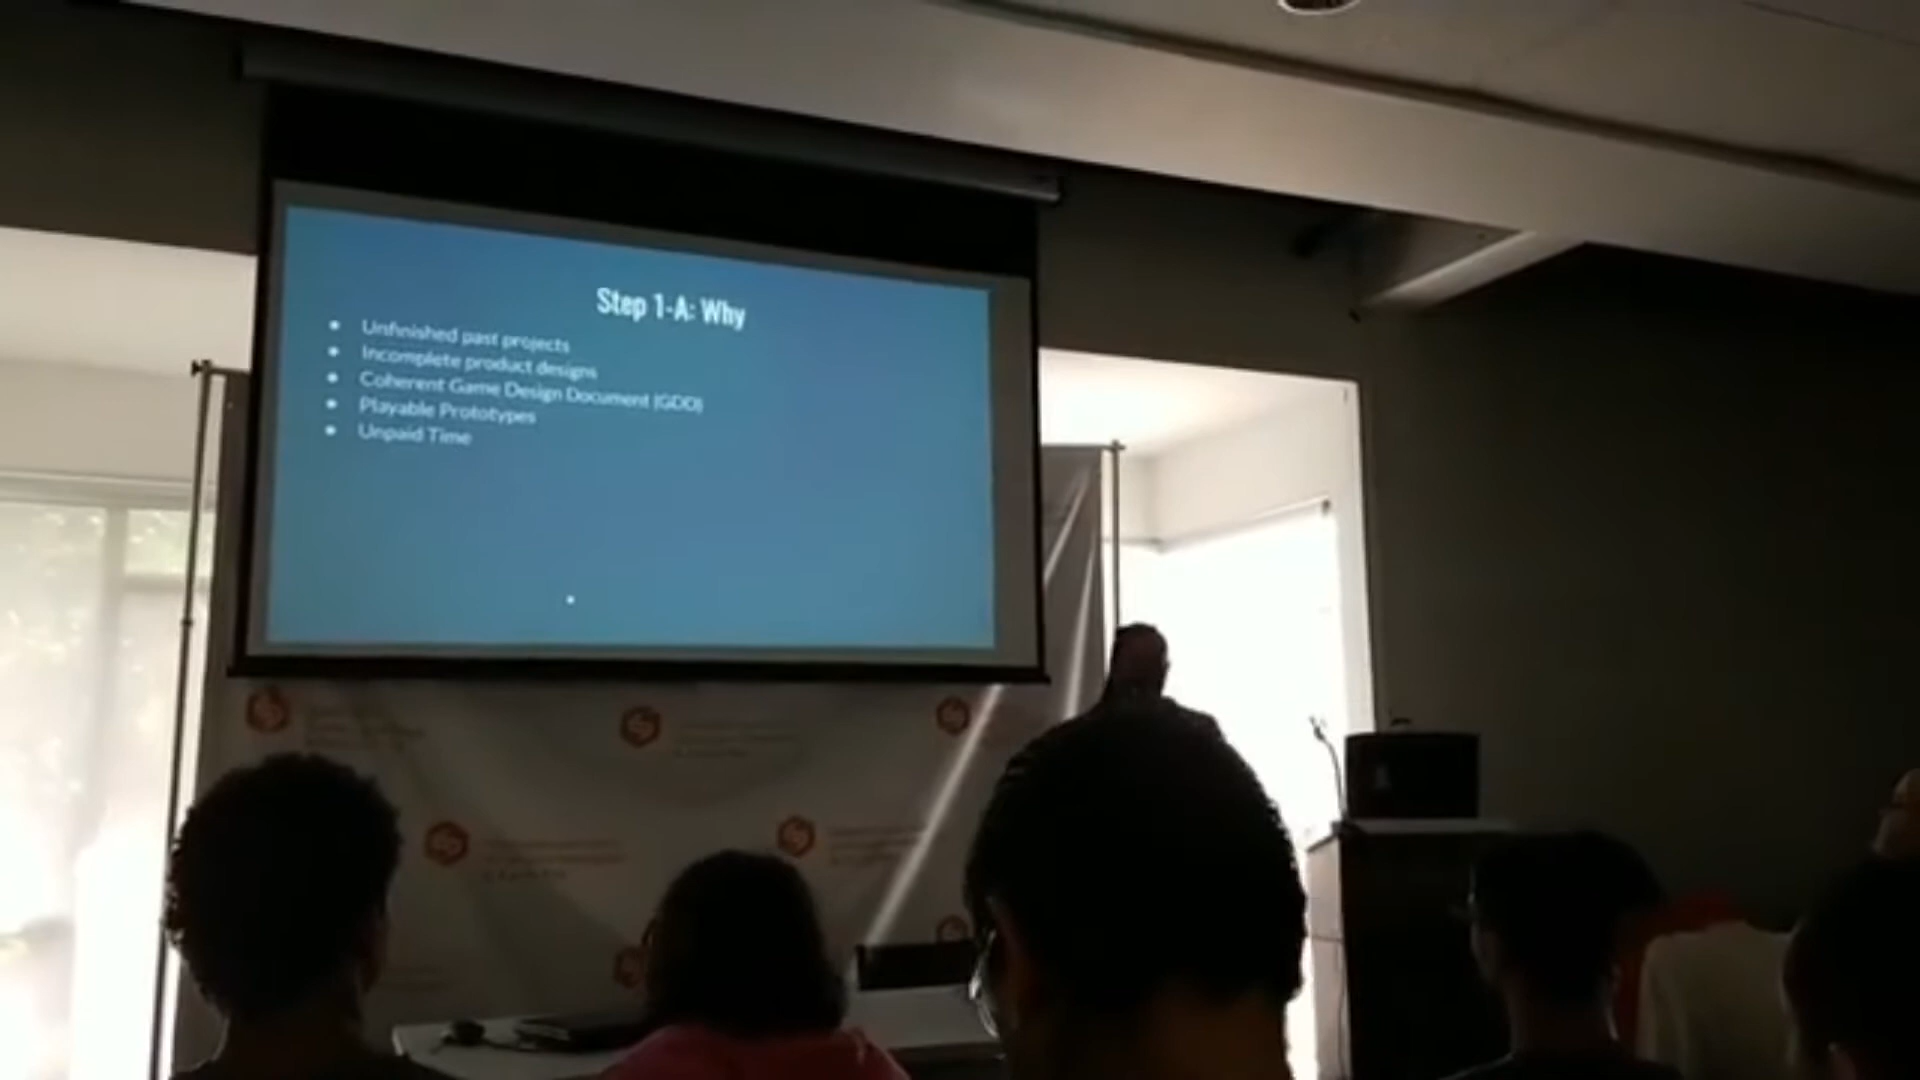 Step 1-A: Why
Unfinished past projects
Incomplete product designs
Coherent Game Design Document (GDD)
Playable Prototypes
Unpaid Time